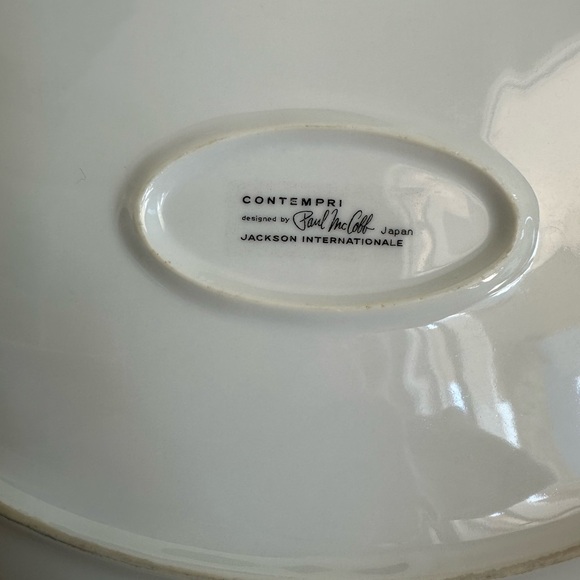 CONTEMPRI
designed by Paul McCobb Japan
JACKSON INTERNATIONALE